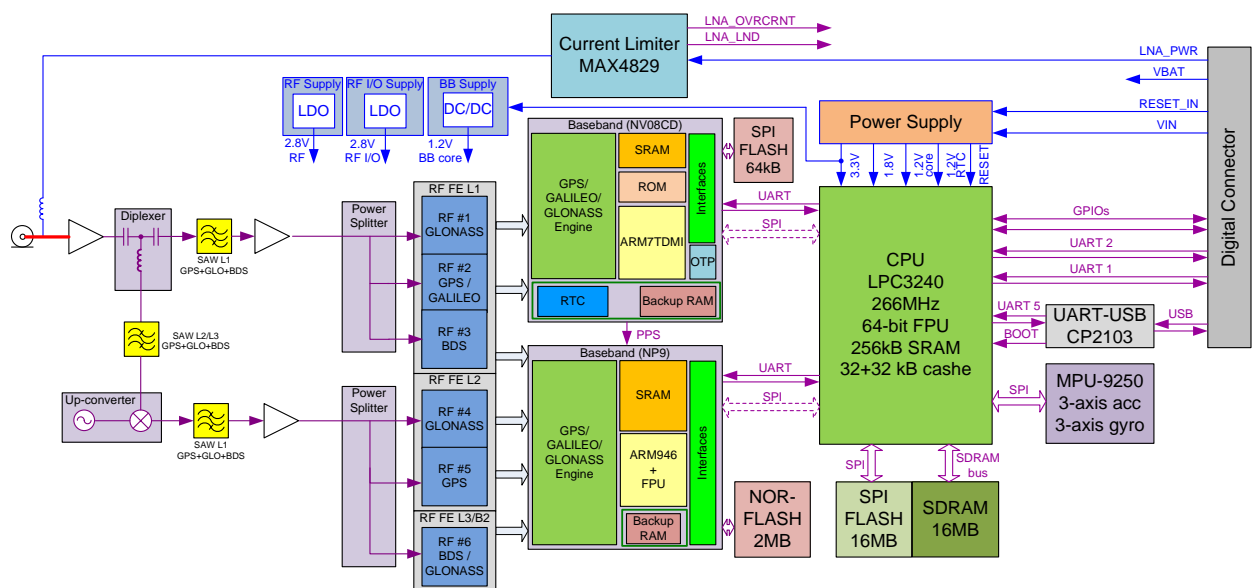 LNA_OVRCRNT
LNA_LND
Current Limiter
MAX4829
LNA_PWR
VBAT
RESET_IN
VIN
Digital Connector
RF Supply
LDO
2.8V
RF
RF I/O Supply
LDO
2.8V
RF I/O
BB Supply
DC/DC
1.2V
BB core
Power Supply
3.3V
1.8V
1.2V
core
1.2V
RTC
RESET
Baseband (NV08CD)
GPS/
GALILEO/
GLONASS
Engine
SRAM
ROM
ARM7TDMI
Interfaces
OTP
RTC
Backup RAM
SPI
FLASH
64kB
UART
SPI
Diplexer
SAW L1
GPS+GLO+BDS
Power
Splitter
RF FE L1
RF #1
GLONASS
RF #2
GPS /
GALILEO
RF #3
BDS
SAW L2/L3
GPS+GLO+BDS
Up-converter
SAW L1
GPS+GLO+BDS
Power
Splitter
RF FE L2
RF #4
GLONASS
RF #5
GPS
RF FE L3/B2
RF #6
BDS /
GLONASS
PPS
Baseband (NP9)
GPS/
GALILEO/
GLONASS
Engine
SRAM
ARM946
+
FPU
Backup
RAM
Interfaces
NOR-
FLASH
2MB
UART
SPI
CPU
LPC3240
266MHz
64-bit FPU
256kB SRAM
32+32 kB cashe
GPIOs
UART 2
UART 1
UART 5
BOOT
UART-USB
CP2103
USB
SPI
MPU-9250
3-axis acc
3-axis gyro
SPI
SDRAM
bus
SPI
FLASH
16MB
SDRAM
16MB